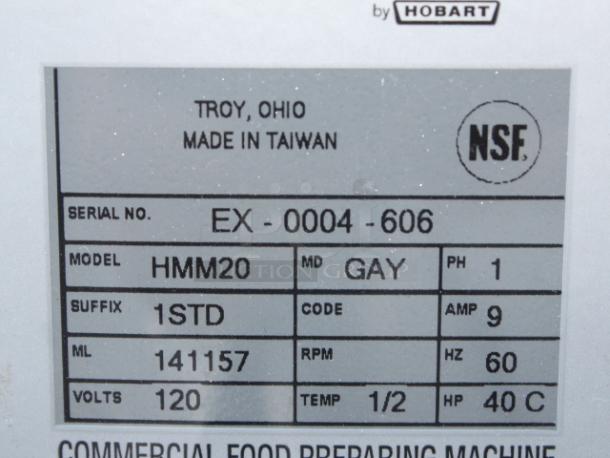 by HOBART
TROY, OHIO
MADE IN TAIWAN
NSF
SERIAL NO. EX - 0004 - 606
MODEL HMM20 MD GAY PH 1
SUFFIX 1STD CODE AMP 9
ML 141157 RPM HZ 60
VOLTS 120 TEMP 1/2 HP 40 C
COMMERCIAL FOOD PREPARING MACHINE